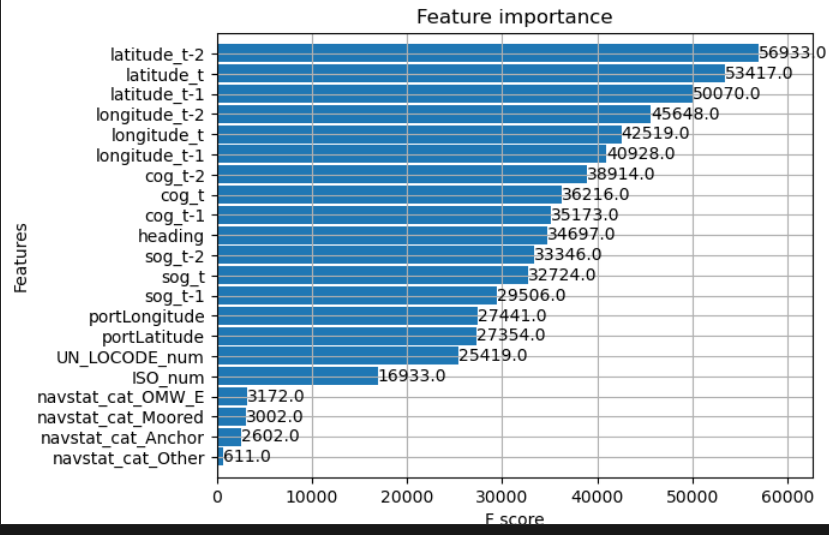 Feature importance
Features
latitude_t-2 56933.0
latitude_t 53417.0
latitude_t-1 50070.0
longitude_t-2 45648.0
longitude_t 42519.0
longitude_t-1 40928.0
cog_t-2 38914.0
cog_t 36216.0
cog_t-1 35173.0
heading 34697.0
sog_t-2 33346.0
sog_t 32724.0
sog_t-1 29506.0
portLongitude 27441.0
portLatitude 27354.0
UN_LOCODE_num 25419.0
ISO_num 16933.0
navstat_cat_OMW_E 3172.0
navstat_cat_Moored 3002.0
navstat_cat_Anchor 2602.0
navstat_cat_Other 611.0
0 10000 20000 30000 40000 50000 60000
F score